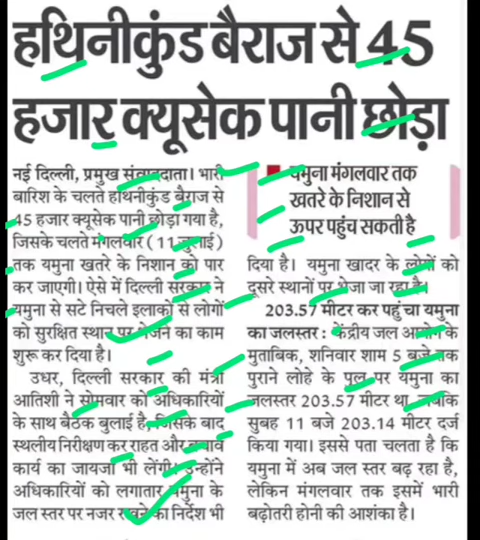 हथिनीकुंड बैराज से 45
हजार क्यूसेक पानी छोड़ा
नई दिल्ली, प्रमुख संवाददाता। भारी
बारिश के चलते हथिनीकुंड बैराज से
45 हजार क्यूसेक पानी छोड़ा गया है,
जिसके चलते मंगलवार (11 जुलाई)
तक यमुना खतरे के निशान को पार
कर जाएगी। ऐसे में दिल्ली सरकार ने
यमुना से सटे निचले इलाकों से लोगों
को सुरक्षित स्थान पर भेजने का काम
शुरू कर दिया है।
उधर, दिल्ली सरकार की मंत्री
आतिशी ने सोमवार को अधिकारियों
के साथ बैठक बुलाई है, जिसके बाद
स्थलीय निरीक्षण कर राहत और बचाव
कार्य का जायजा भी लेंगी। उन्होंने
अधिकारियों को लगातार यमुना के
जल स्तर पर नजर रखने का निर्देश भी
यमुना मंगलवार तक
खतरे के निशान से
ऊपर पहुंच सकती है
दिया है। यमुना खादर के लोगों को
दूसरे स्थानों पर भेजा जा रहा है।
203.57 मीटर कर पहुंचा यमुना
का जलस्तर : केंद्रीय जल आयोग के
मुताबिक, शनिवार शाम 5 बजे तक
पुराने लोहे के पुल पर यमुना का
जलस्तर 203.57 मीटर था, जबकि
सुबह 11 बजे 203.14 मीटर दर्ज
किया गया। इससे पता चलता है कि
यमुना में अब जल स्तर बढ़ रहा है,
लेकिन मंगलवार तक इसमें भारी
बढ़ोतरी होनी की आशंका है।